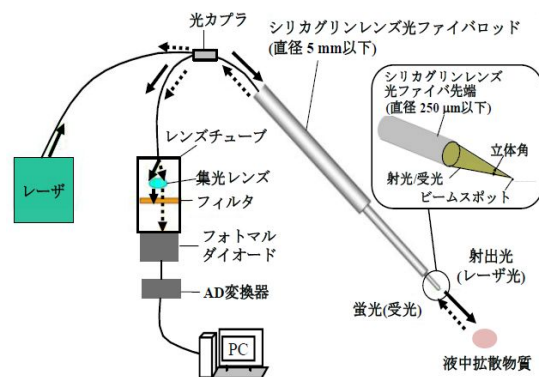 光カプラ
シリカグリンレンズ光ファイバロッド
(直径 5 mm以下)
シリカグリンレンズ
光ファイバ先端
(直径 250 μm以下)
立体角
射光/受光
ビームスポット
レンズチューブ
集光レンズ
フィルタ
レーザ
フォトマル
ダイオード
AD変換器
PC
射出光
(レーザ光)
蛍光(受光)
液中拡散物質